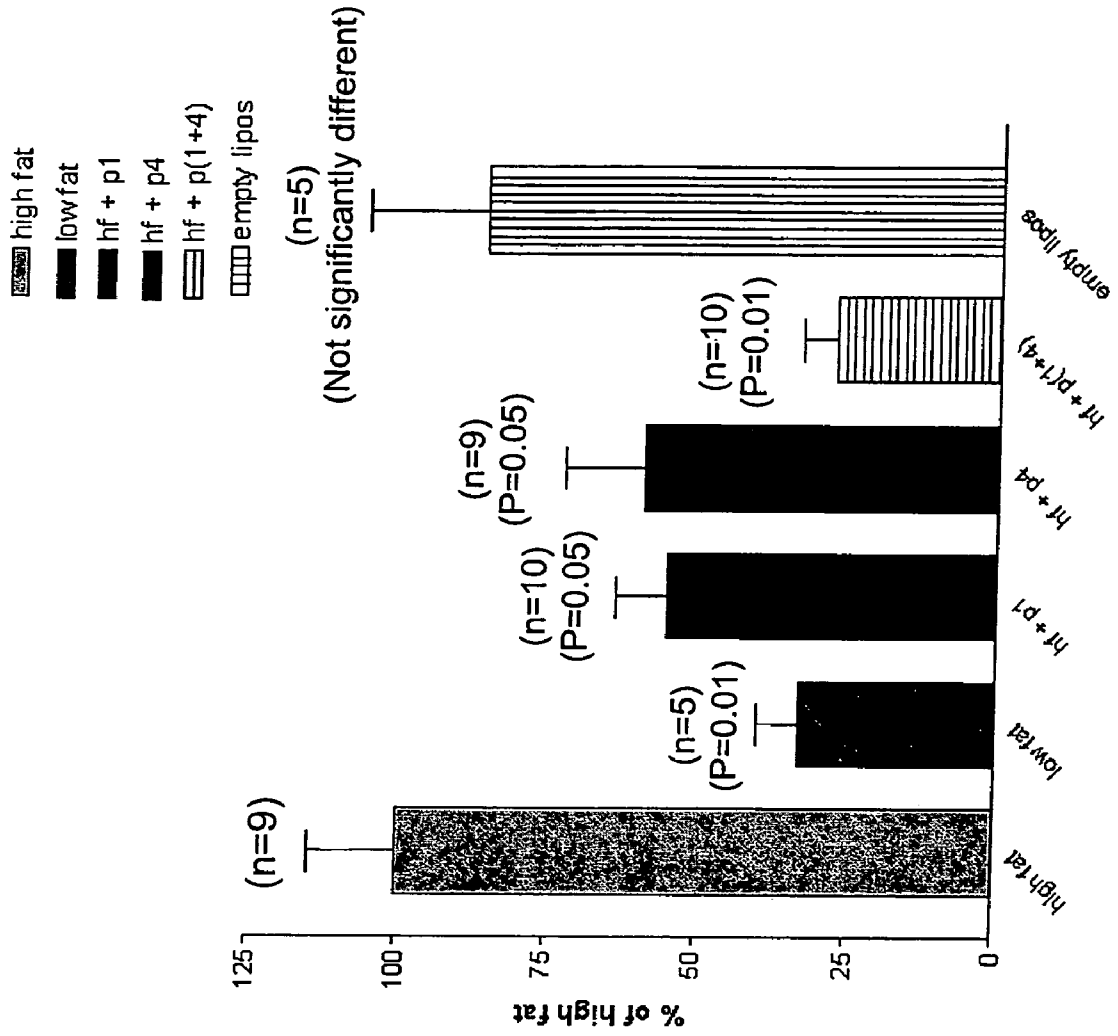 high fat
low fat
hf + p1
hf + p4
hf + p(1+4)
empty lipos
(n=9)
(n=5)
(P=0.01)
(n=10)
(P=0.05)
(n=9)
(P=0.05)
(n=10)
(P=0.01)
(n=5)
(Not significantly different)
125
100
75
50
25
0
% of high fat
high fat
low fat
hf + p1
hf + p4
hf + p(1+4)
empty lipos